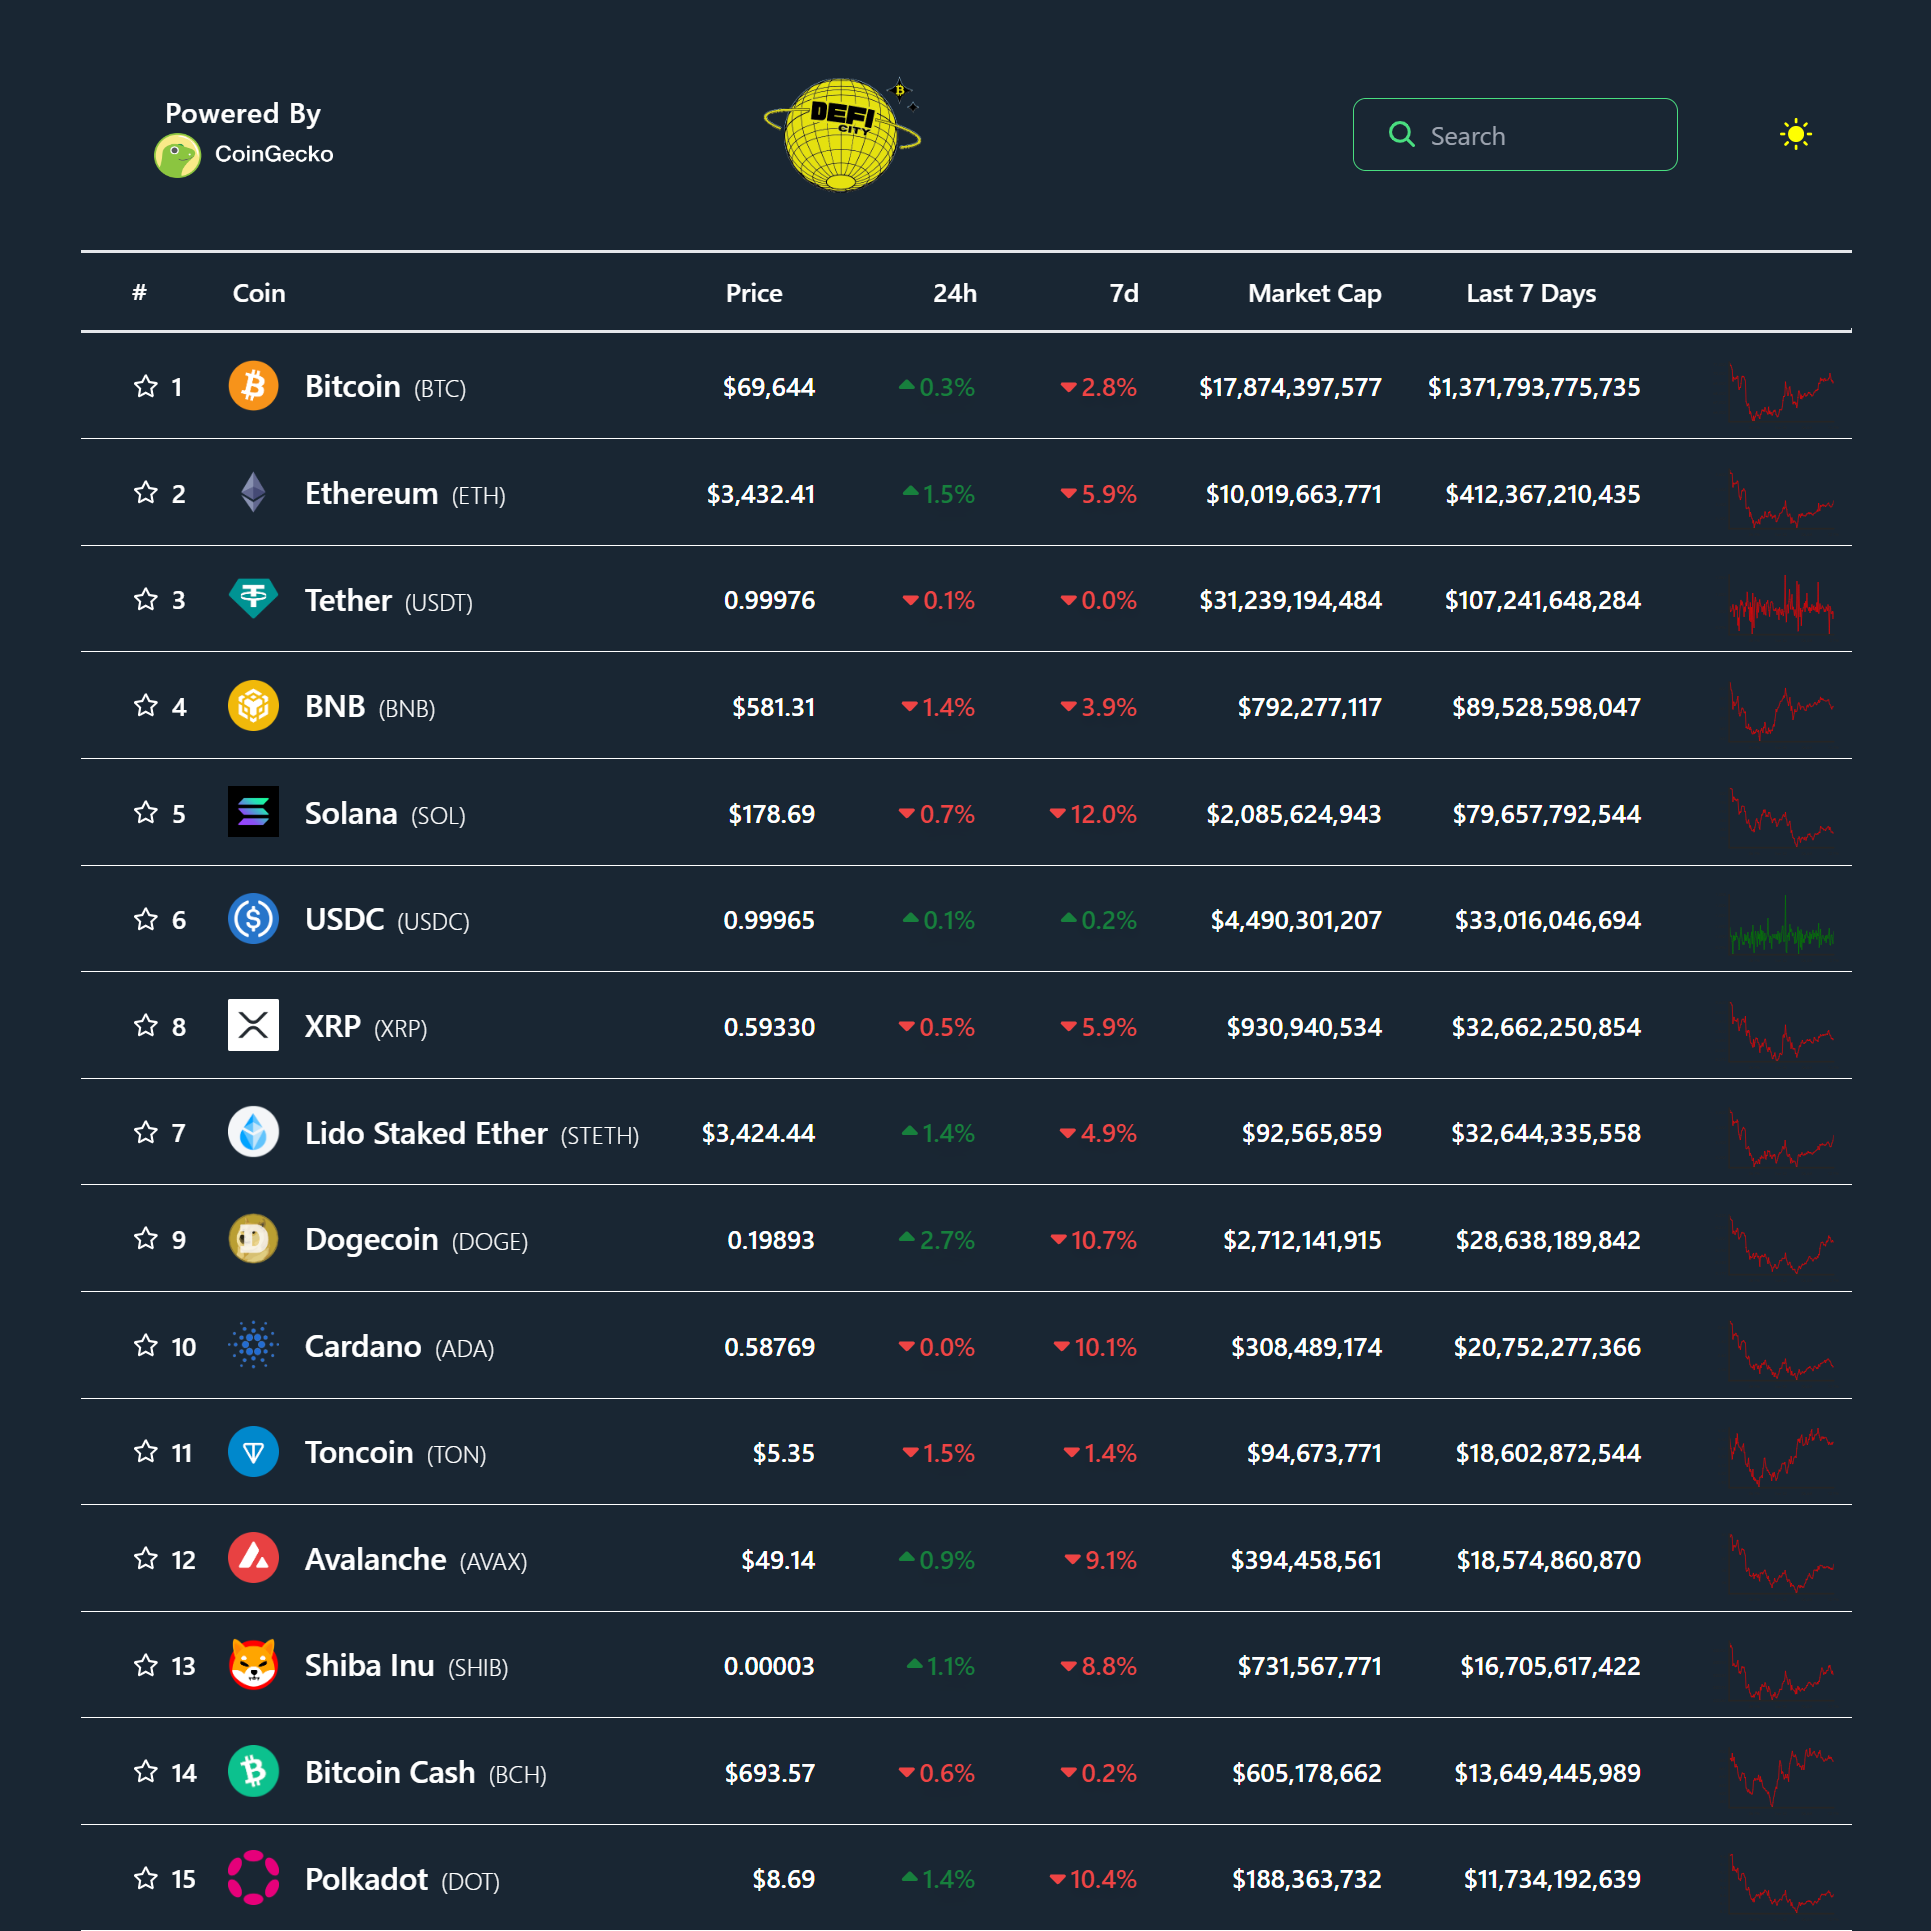 Powered By
CoinGecko
DEFI
CITY
Search
# Coin Price 24h 7d Market Cap Last 7 Days
1 Bitcoin (BTC) $69,644 0.3% 2.8% $17,874,397,577 $1,371,793,775,735
2 Ethereum (ETH) $3,432.41 1.5% 5.9% $10,019,663,771 $412,367,210,435
3 Tether (USDT) 0.99976 0.1% 0.0% $31,239,194,484 $107,241,648,284
4 BNB (BNB) $581.31 1.4% 3.9% $792,277,117 $89,528,598,047
5 Solana (SOL) $178.69 0.7% 12.0% $2,085,624,943 $79,657,792,544
6 USDC (USDC) 0.99965 0.1% 0.2% $4,490,301,207 $33,016,046,694
8 XRP (XRP) 0.59330 0.5% 5.9% $930,940,534 $32,662,250,854
7 Lido Staked Ether (STETH) $3,424.44 1.4% 4.9% $92,565,859 $32,644,335,558
9 Dogecoin (DOGE) 0.19893 2.7% 10.7% $2,712,141,915 $28,638,189,842
10 Cardano (ADA) 0.58769 0.0% 10.1% $308,489,174 $20,752,277,366
11 Toncoin (TON) $5.35 1.5% 1.4% $94,673,771 $18,602,872,544
12 Avalanche (AVAX) $49.14 0.9% 9.1% $394,458,561 $18,574,860,870
13 Shiba Inu (SHIB) 0.00003 1.1% 8.8% $731,567,771 $16,705,617,422
14 Bitcoin Cash (BCH) $693.57 0.6% 0.2% $605,178,662 $13,649,445,989
15 Polkadot (DOT) $8.69 1.4% 10.4% $188,363,732 $11,734,192,639